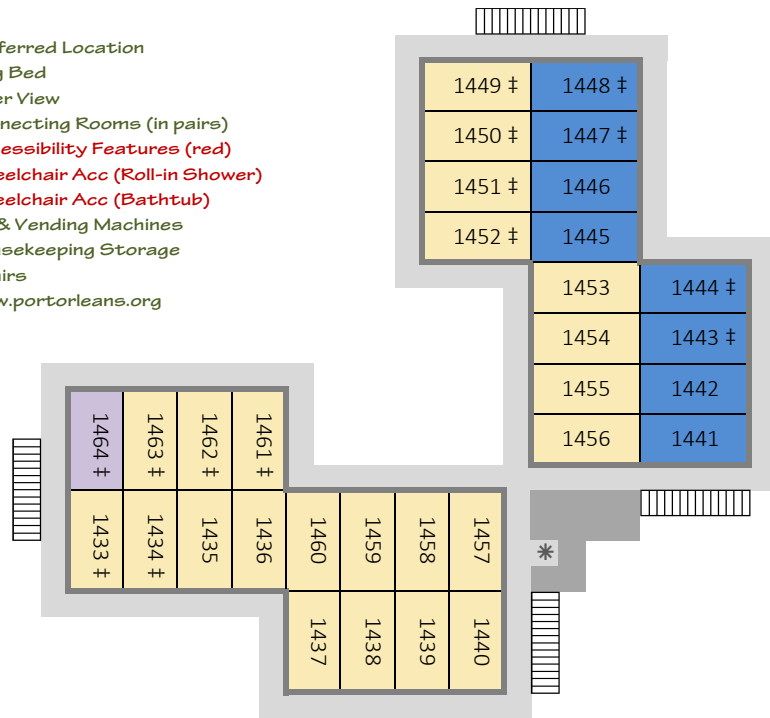 ferred Location
Bed
View
necting Rooms (in pairs)
essibility Features (red)
eelchair Acc (Roll-in Shower)
eelchair Acc (Bathtub)
& Vending Machines
sekeeping Storage
irs
w.portorleans.org
1449 ‡ 1448 ‡
1450 ‡ 1447 ‡
1451 ‡ 1446
1452 ‡ 1445
1453 1444 ‡
1454 1443 ‡
1455 1442
1456 1441
1464 ‡ 1463 ‡ 1462 ‡ 1461 ‡
1433 ‡ 1434 ‡ 1435 1436 1460 1459 1458 1457
1437 1438 1439 1440